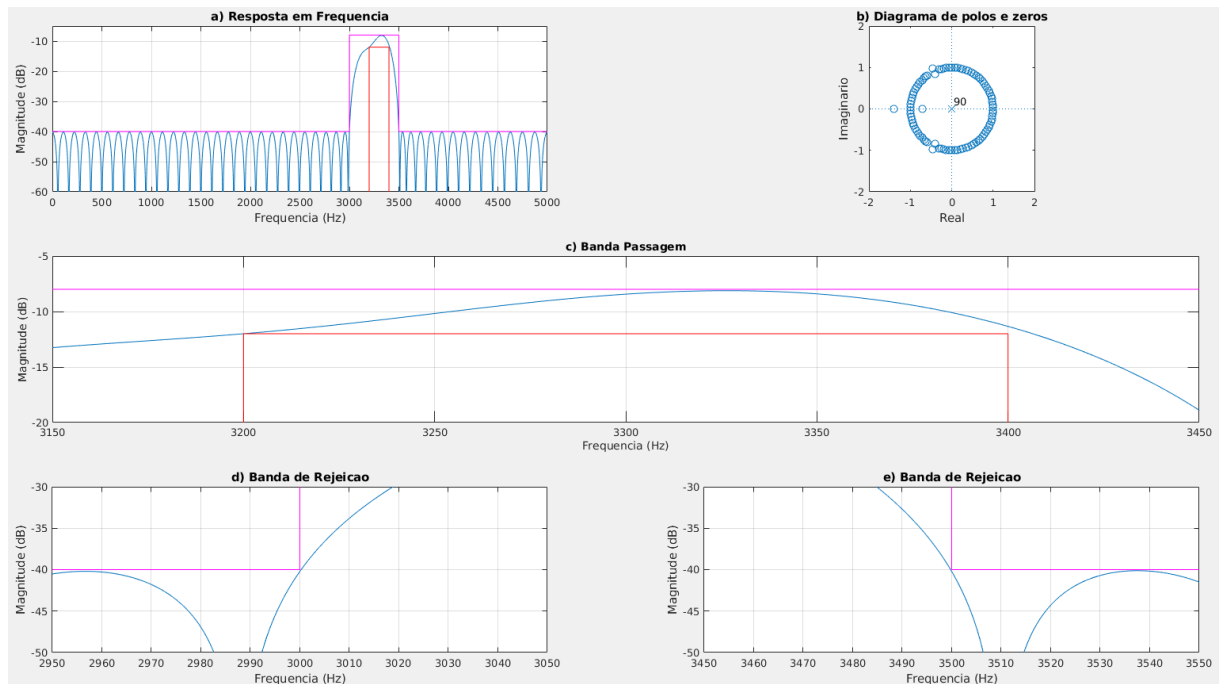 a) Resposta em Frequencia
Magnitude (dB)
-10
-20
-30
-40
-50
-60
0 500 1000 1500 2000 2500 3000 3500 4000 4500 5000
Frequencia (Hz)
b) Diagrama de polos e zeros
Imaginario
2
1
0
-1
-2
90
-2 -1 0 1 2
Real
c) Banda Passagem
Magnitude (dB)
-5
-10
-15
-20
3150 3200 3250 3300 3350 3400 3450
Frequencia (Hz)
d) Banda de Rejeicao
Magnitude (dB)
-30
-35
-40
-45
-50
2950 2960 2970 2980 2990 3000 3010 3020 3030 3040 3050
Frequencia (Hz)
e) Banda de Rejeicao
Magnitude (dB)
-30
-35
-40
-45
-50
3450 3460 3470 3480 3490 3500 3510 3520 3530 3540 3550
Frequencia (Hz)